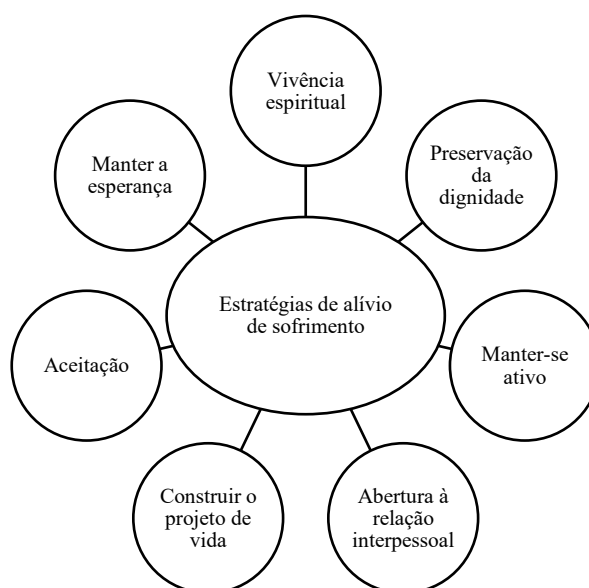 Vivência
espiritual
Preservação
da
dignidade
Manter a
esperança
Estratégias de alívio
de sofrimento
Manter-se
ativo
Aceitação
Construir o
projeto de
vida
Abertura à
relação
interpessoal